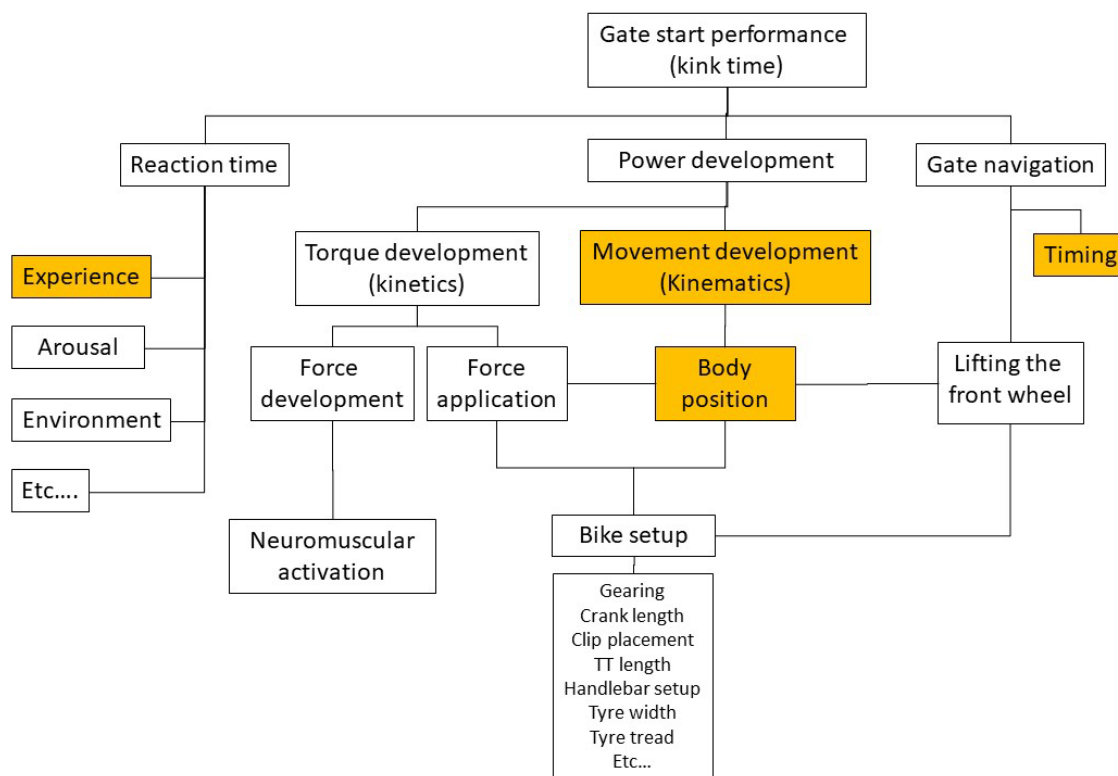 Gate start performance
(kink time)
Reaction time
Power development
Gate navigation
Experience
Torque development
(kinetics)
Movement development
(Kinematics)
Timing
Arousal
Force
development
Force
application
Body
position
Lifting the
front wheel
Environment
Etc....
Neuromuscular
activation
Bike setup
Gearing
Crank length
Clip placement
TT length
Handlebar setup
Tyre width
Tyre tread
Etc...